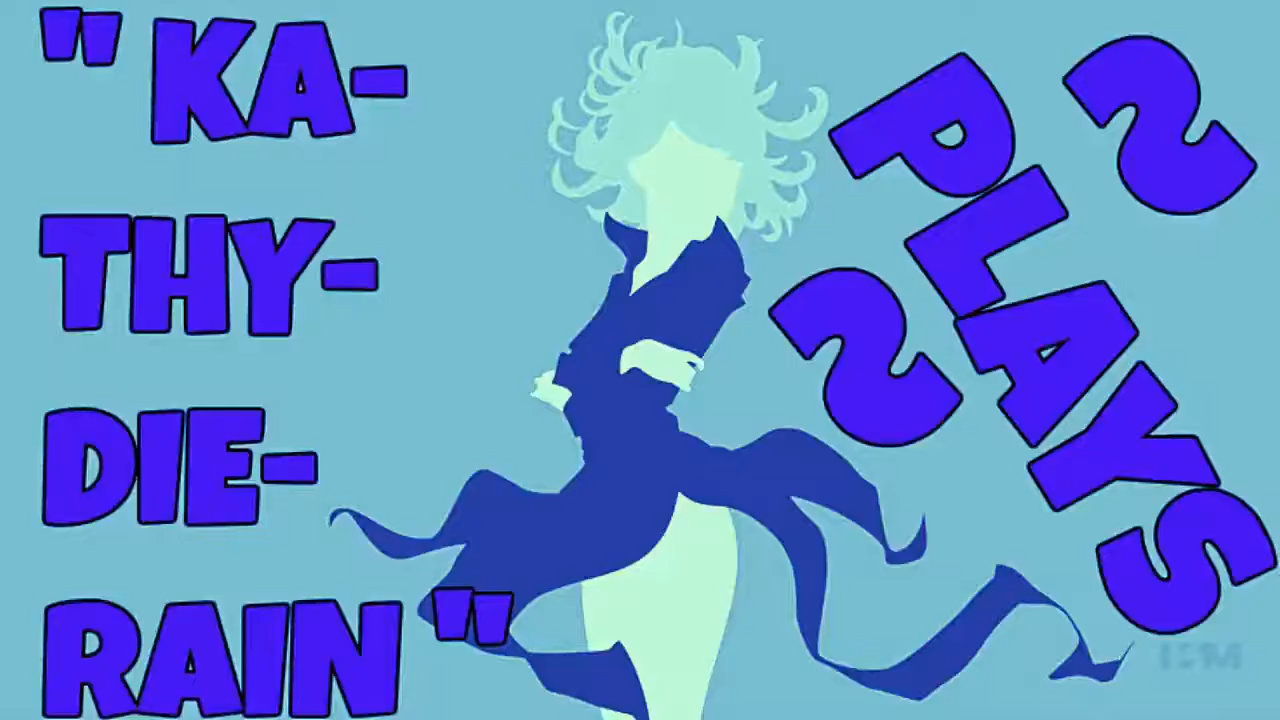 "KA-
THY-
DIE-
RAIN"
S PLAYS S